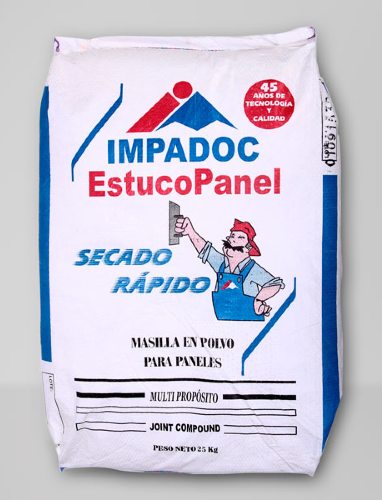 45
AÑOS DE
TECNOLOGÍA
Y
CALIDAD
IMPADOC
EstucoPanel
SECADO
RÁPIDO
MASILLA EN POLVO
PARA PANELES
MULTI PROPÓSITO
JOINT COMPOUND
PESO NETO 25 Kg
LOTE: